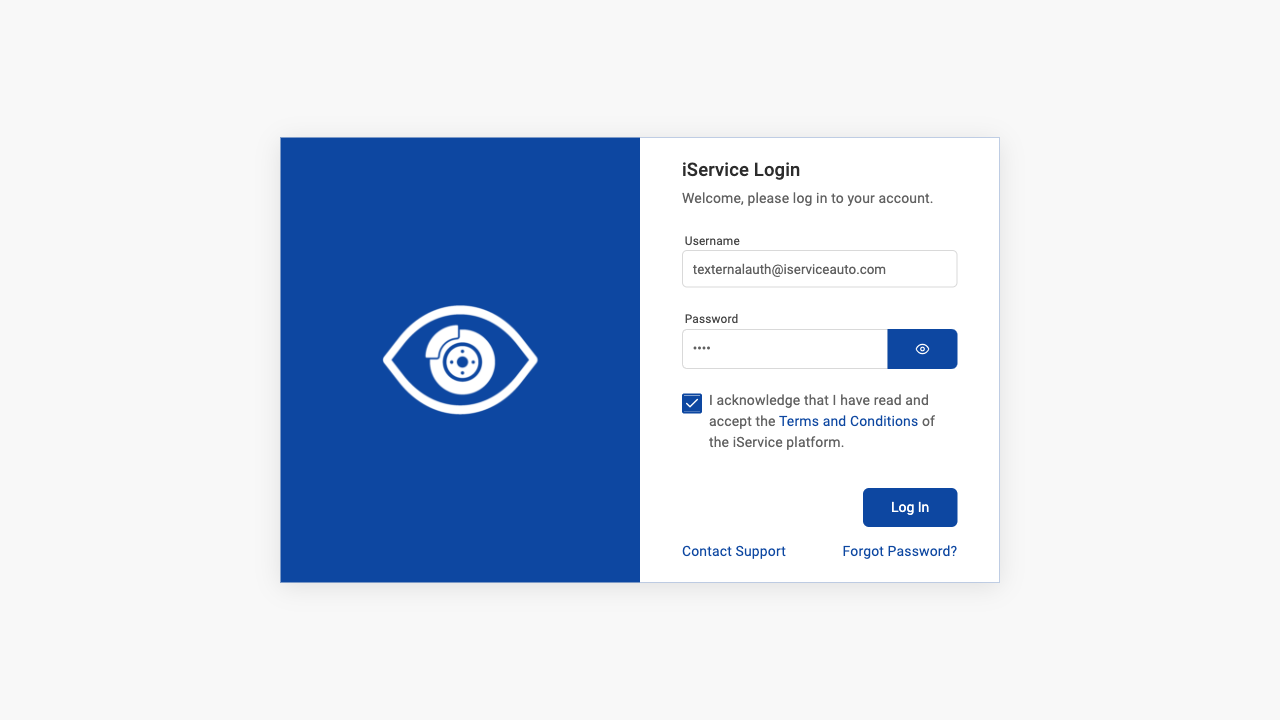 iService Login
Welcome, please log in to your account.
Username
texternalauth@iserviceauto.com
Password
••••
I acknowledge that I have read and
accept the Terms and Conditions of
the iService platform.
Log In
Contact Support
Forgot Password?